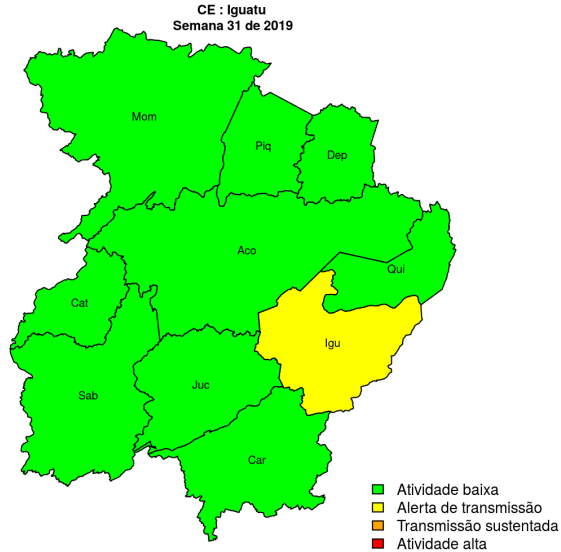 CE : Iguatu
Semana 31 de 2019
Mom
Piq
Dep
Aco
Qui
Cat
Igu
Sab
Juc
Car
Atividade baixa
Alerta de transmissão
Transmissão sustentada
Atividade alta